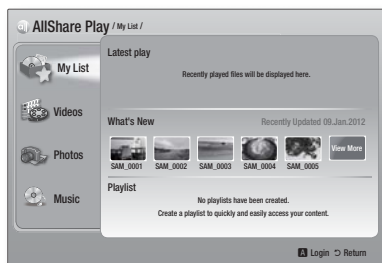 AllShare Play / My List /
My List
Videos
Photos
Music
Latest play
Recently played files will be displayed here.
What's New
Recently Updated 09.Jan.2012
SAM_0001
SAM_0002
SAM_0003
SAM_0004
SAM_0005
View More
Playlist
No playlists have been created.
Create a playlist to quickly and easily access your content.
A Login
Return